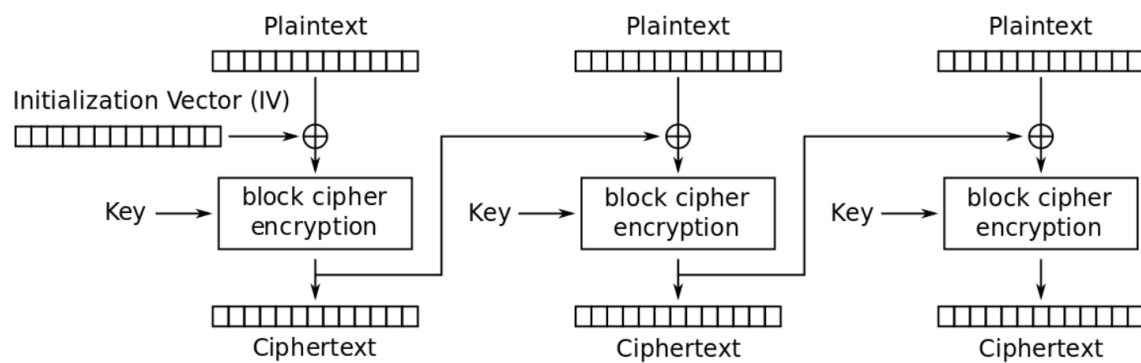 Plaintext
Plaintext
Plaintext
Initialization Vector (IV)
Key
block cipher
encryption
Key
block cipher
encryption
Key
block cipher
encryption
Ciphertext
Ciphertext
Ciphertext